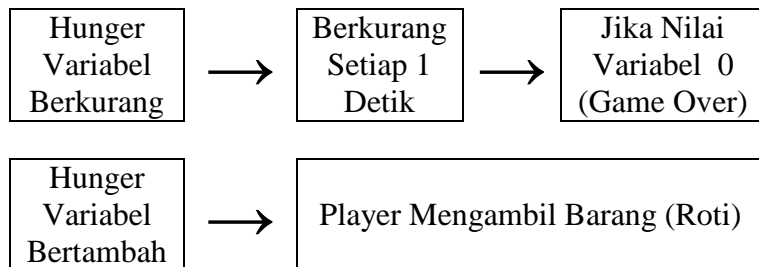 Hunger
Variabel
Berkurang
Berkurang
Setiap 1
Detik
Jika Nilai
Variabel 0
(Game Over)
Hunger
Variabel
Bertambah
Player Mengambil Barang (Roti)